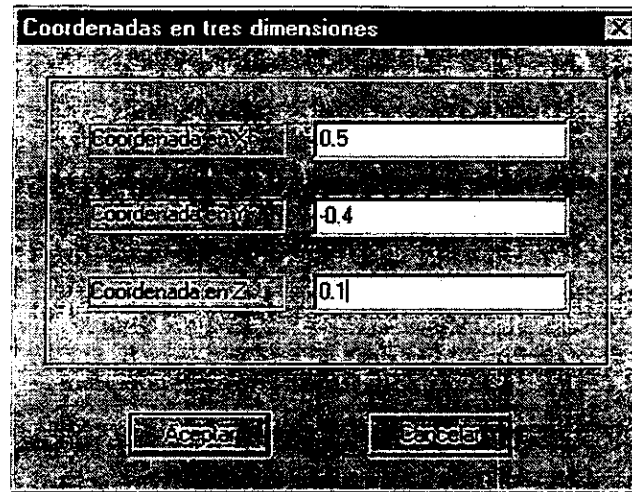 Coordenadas en tres dimensiones
Coordenada en X:
0.5
Coordenada en Y:
-0.4
Coordenada en Z:
0.1
Aceptar
Cancelar